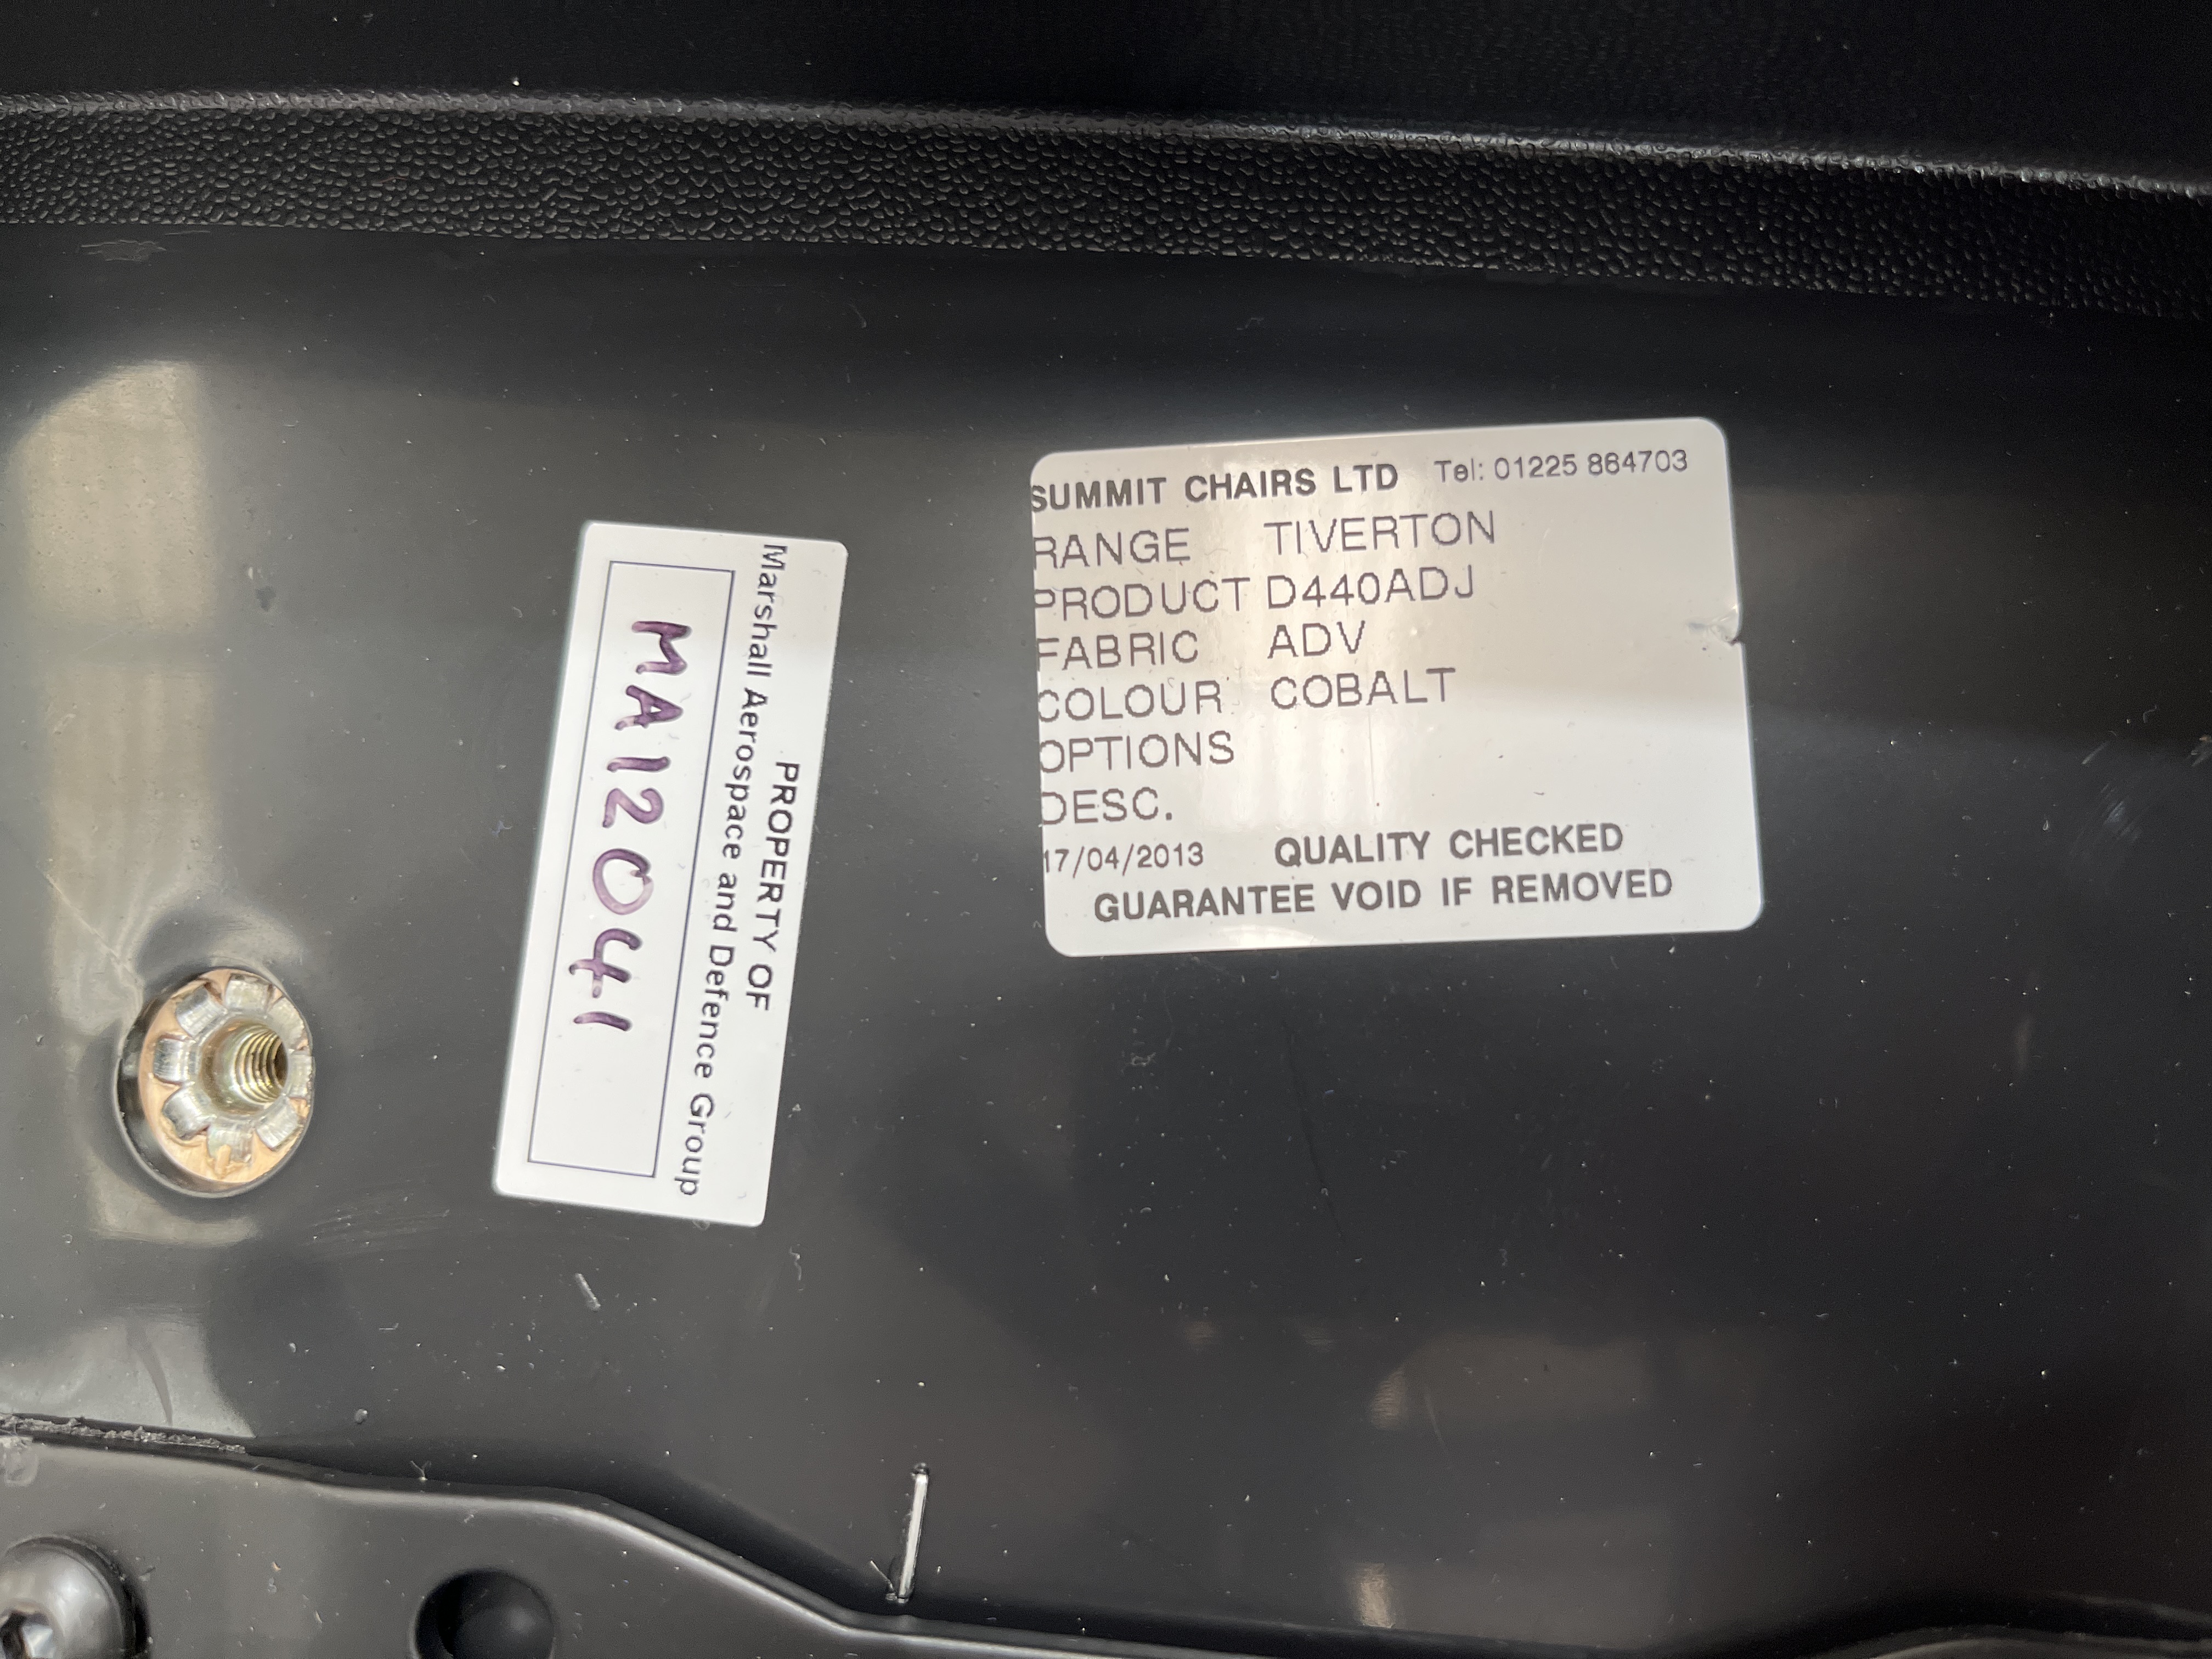 PROPERTY OF
Marshall Aerospace and Defence Group
MA12041
SUMMIT CHAIRS LTD Tel: 01225 864703
RANGE TIVERTON
PRODUCT D440ADJ
FABRIC ADV
COLOUR COBALT
OPTIONS
DESC.
17/04/2013 QUALITY CHECKED
GUARANTEE VOID IF REMOVED